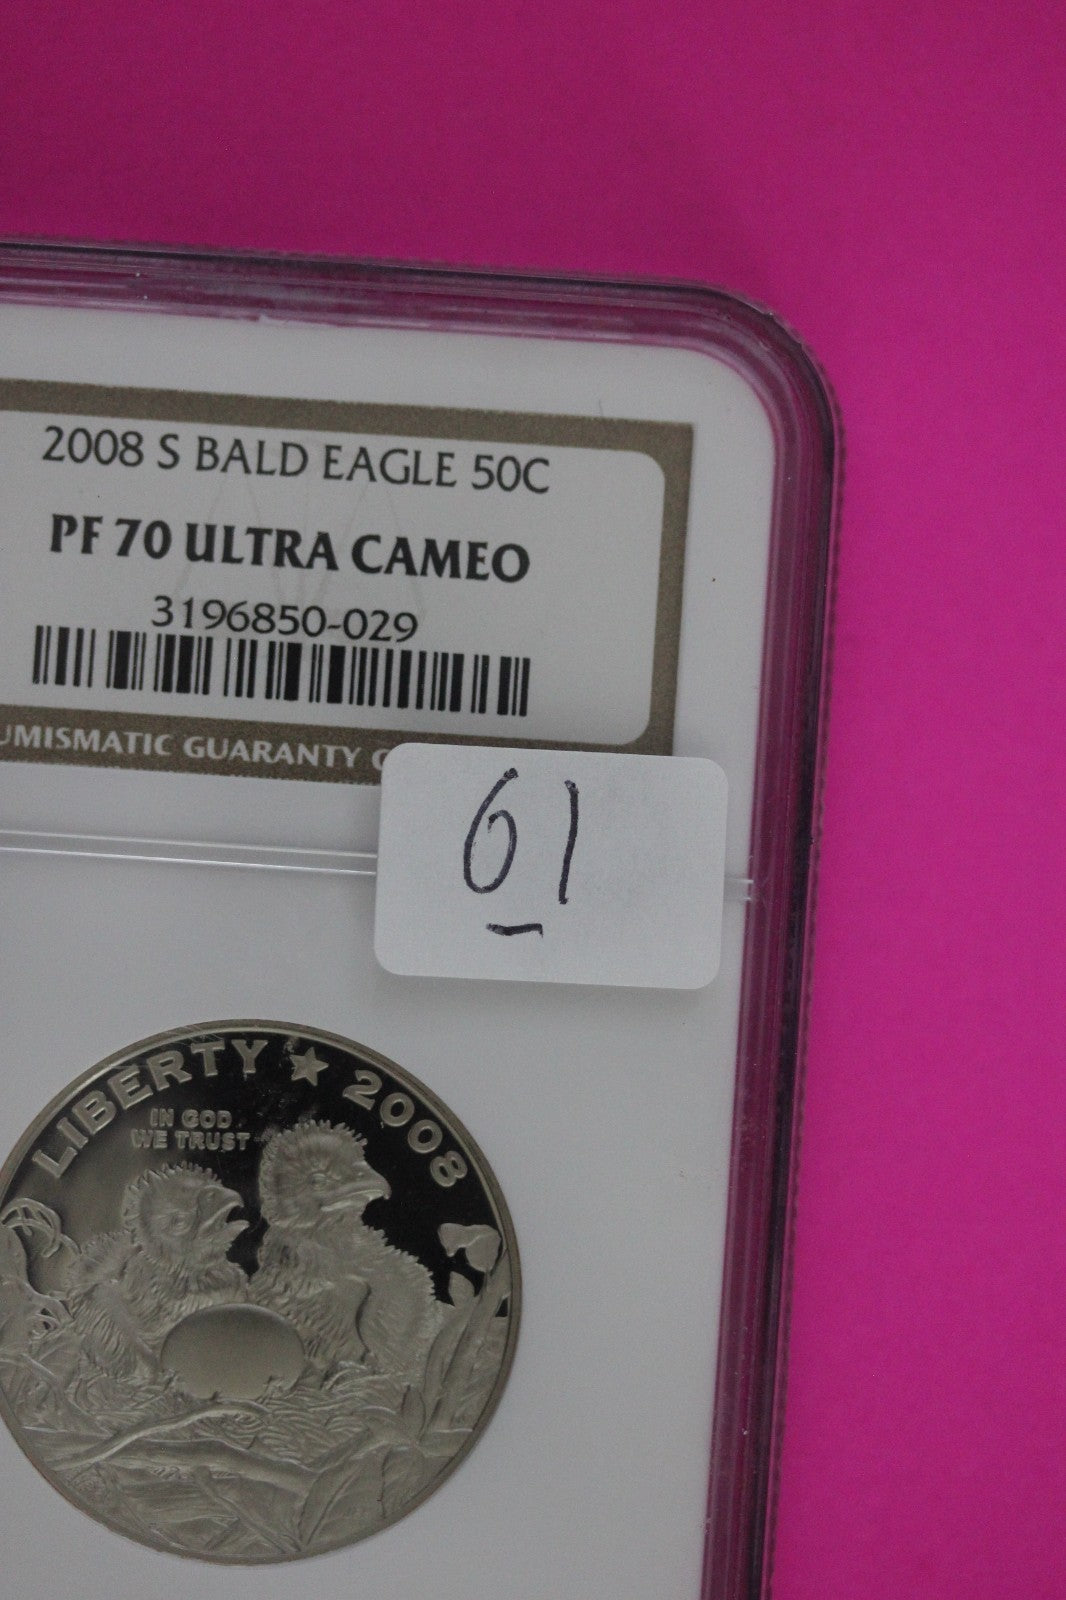 2008 S BALD EAGLE 50C
PF 70 ULTRA CAMEO
3196850-029
UMISMATIC GUARANTY C
61
LIBERTY ★ 2008
IN GOD
WE TRUST